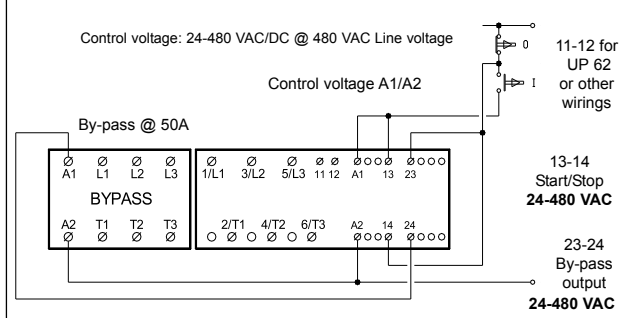 Control voltage: 24-480 VAC/DC @ 480 VAC Line voltage
O
11-12 for
UP 62
or other
wirings
I
Control voltage A1/A2
By-pass @ 50A
A1 L1 L2 L3
BYPASS
A2 T1 T2 T3
1/L1 3/L2 5/L3 11 12 A1 13 23
2/T1 4/T2 6/T3 A2 14 24
13-14
Start/Stop
24-480 VAC
23-24
By-pass
output
24-480 VAC